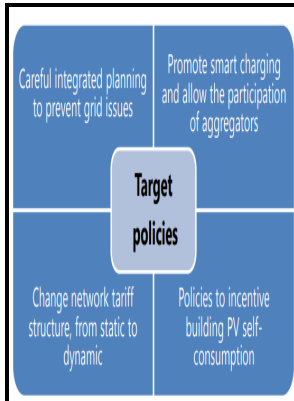 Careful integrated planning
to prevent grid issues
Promote smart charging
and allow the participation
of aggregators
Target
policies
Change network tariff
structure, from static to
dynamic
Policies to incentive
building PV self-
consumption